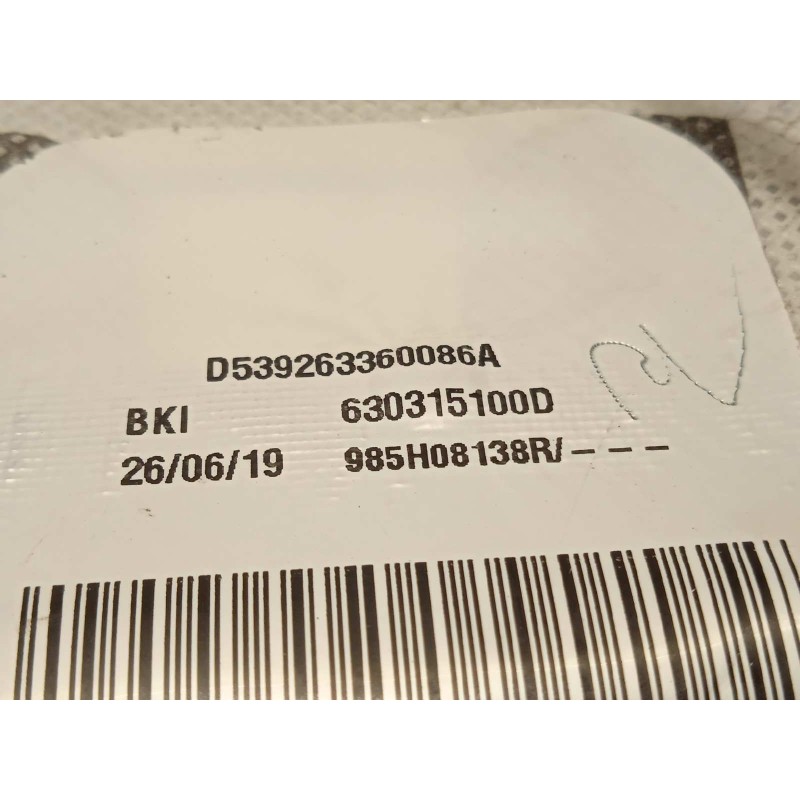 D539263360086A
BKI 630315100D
26/06/19 985H08138R/---